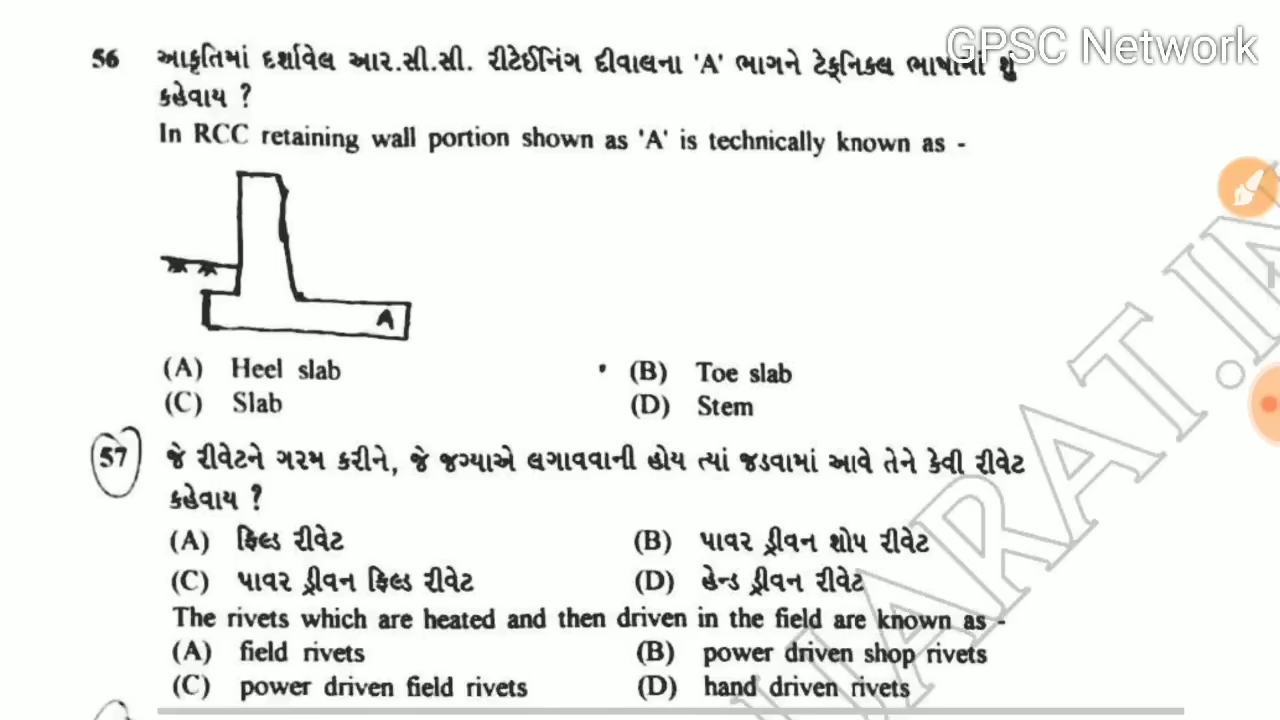 GPSC Network
56 આકૃતિમાં દર્શાવેલ આર.સી.સી. રીટેઈનિંગ દીવાલના 'A' ભાગને ટેક્નિકલ ભાષામાં શું
કહેવાય ?
In RCC retaining wall portion shown as 'A' is technically known as -
A
(A) Heel slab (B) Toe slab
(C) Slab (D) Stem
57 જે રીવેટને ગરમ કરીને, જે જગ્યાએ લગાવવાની હોય ત્યાં જડવામાં આવે તેને કેવી રીવેટ
કહેવાય ?
(A) ફિલ્ડ રીવેટ (B) પાવર ડ્રીવન શોપ રીવેટ
(C) પાવર ડ્રીવન ફિલ્ડ રીવેટ (D) હેન્ડ ડ્રીવન રીવેટ
The rivets which are heated and then driven in the field are known as -
(A) field rivets (B) power driven shop rivets
(C) power driven field rivets (D) hand driven rivets